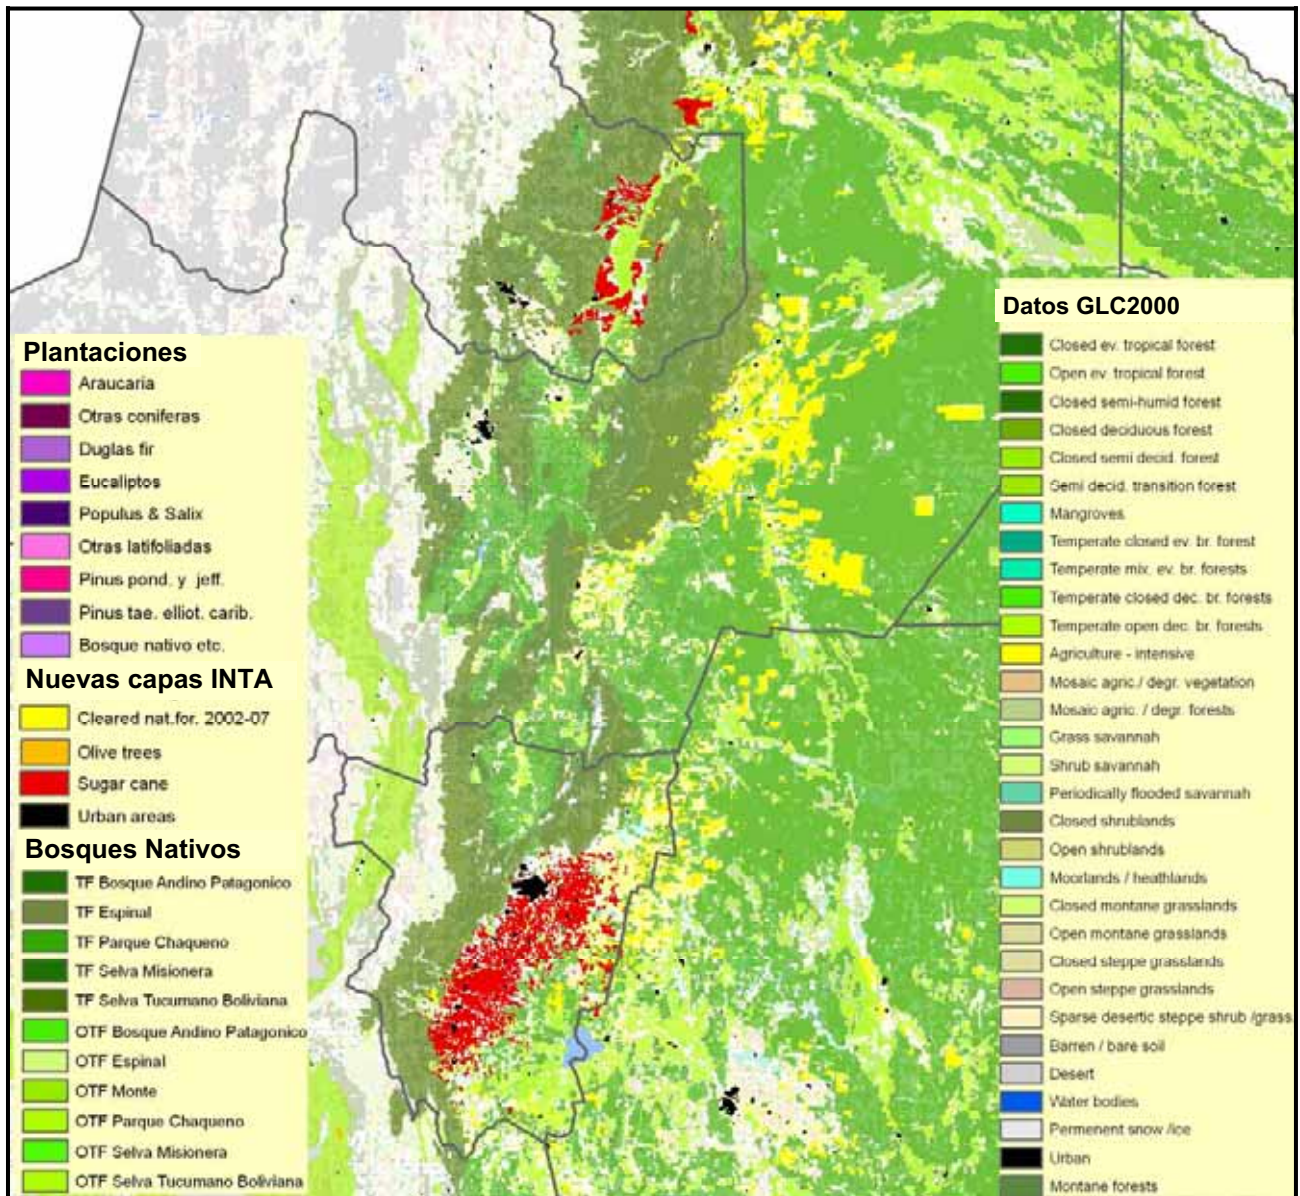 Plantaciones
Araucaria
Otras coniferas
Duglas fir
Eucaliptos
Populus & Salix
Otras latifoliadas
Pinus pond. y jeff.
Pinus tae. elliot. carib.
Bosque nativo etc.
Nuevas capas INTA
Cleared nat.for. 2002-07
Olive trees
Sugar cane
Urban areas
Bosques Nativos
TF Bosque Andino Patagonico
TF Espinal
TF Parque Chaqueno
TF Selva Misionera
TF Selva Tucumano Boliviana
OTF Bosque Andino Patagonico
OTF Espinal
OTF Monte
OTF Parque Chaqueno
OTF Selva Misionera
OTF Selva Tucumano Boliviana
Datos GLC2000
Closed ev. tropical forest
Open ev. tropical forest
Closed semi-humid forest
Closed deciduous forest
Closed semi decid. forest
Semi decid. transition forest
Mangroves
Temperate closed ev. br. forest
Temperate mix. ev. br. forests
Temperate closed dec. br. forests
Temperate open dec. br. forests
Agriculture - intensive
Mosaic agric./ degr. vegetation
Mosaic agric. / degr. forests
Grass savannah
Shrub savannah
Periodically flooded savannah
Closed shrublands
Open shrublands
Moorlands / heathlands
Closed montane grasslands
Open montane grasslands
Closed steppe grasslands
Open steppe grasslands
Sparse desertic steppe shrub /grass
Barren / bare soil
Desert
Water bodies
Permenent snow /ice
Urban
Montane forests